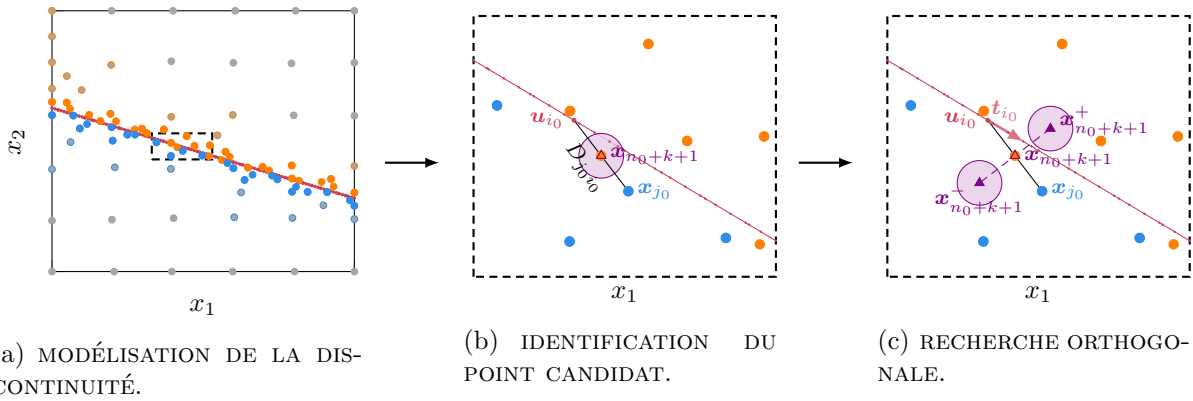 x₂
x₁
u_{i₀}
D_{j₀i₀}
x_{n₀+k+1}
x_{j₀}
x₁
t_{i₀}
u_{i₀}
x⁺_{n₀+k+1}
x_{n₀+k+1}
x⁻_{n₀+k+1}
x_{j₀}
x₁
a) MODÉLISATION DE LA DIS-
CONTINUITÉ.
(b) IDENTIFICATION DU
POINT CANDIDAT.
(c) RECHERCHE ORTHOGO-
NALE.